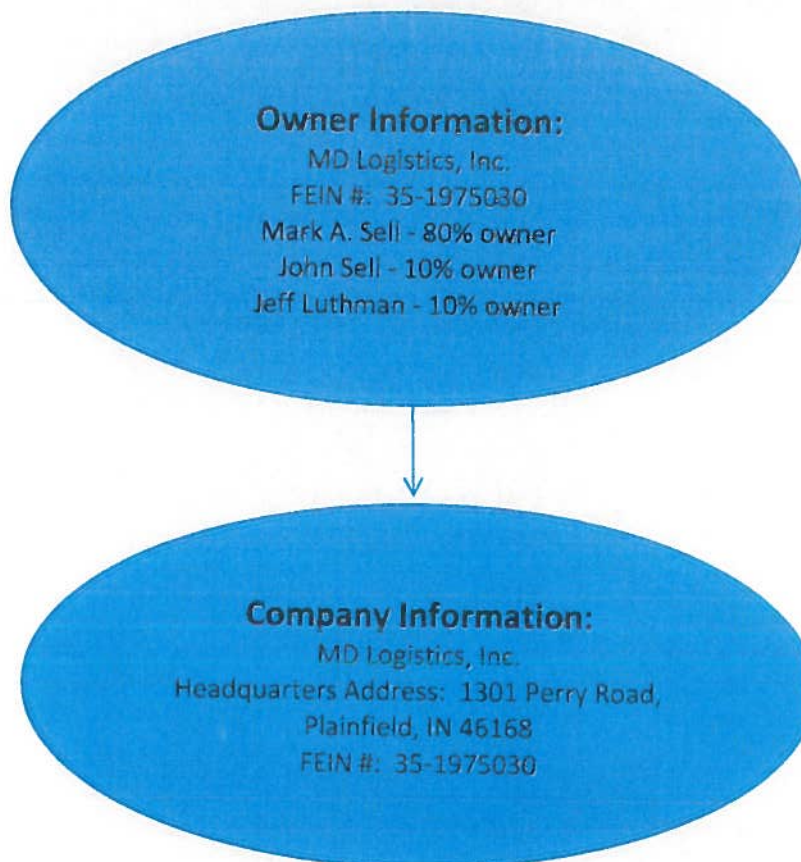 Owner Information:
MD Logistics, Inc.
FEIN #: 35-1975030
Mark A. Sell - 80% owner
John Sell - 10% owner
Jeff Luthman - 10% owner
Company Information:
MD Logistics, Inc.
Headquarters Address: 1301 Perry Road,
Plainfield, IN 46168
FEIN #: 35-1975030